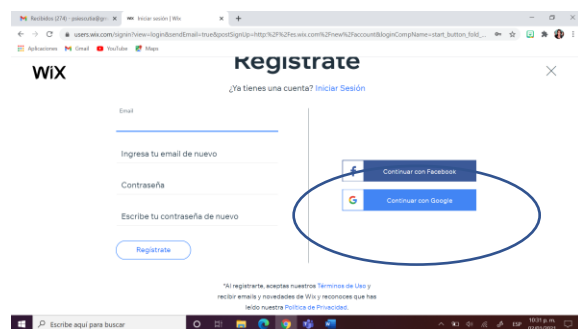 Recibidos (274) - 
Iniciar sesión | Wix
users.wix.com/signin?view=login&sendEmail=true&postSignUp=http%2F%2Fes.wix.com%2Fnew%2Faccount&loginCompName=start_button_fold_...
Aplicaciones Gmail YouTube Maps
WiX
Regístrate
¿Ya tienes una cuenta? Iniciar Sesión
Email
Ingresa tu email de nuevo
Contraseña
Escribe tu contraseña de nuevo
Regístrate
Continuar con Facebook
Continuar con Google
*Al registrarte, aceptas nuestros Términos de Uso y
recibir emails y novedades de Wix y reconoces que has
leído nuestra Política de Privacidad.
Escribe aquí para buscar
ESP
10:31 p. m.